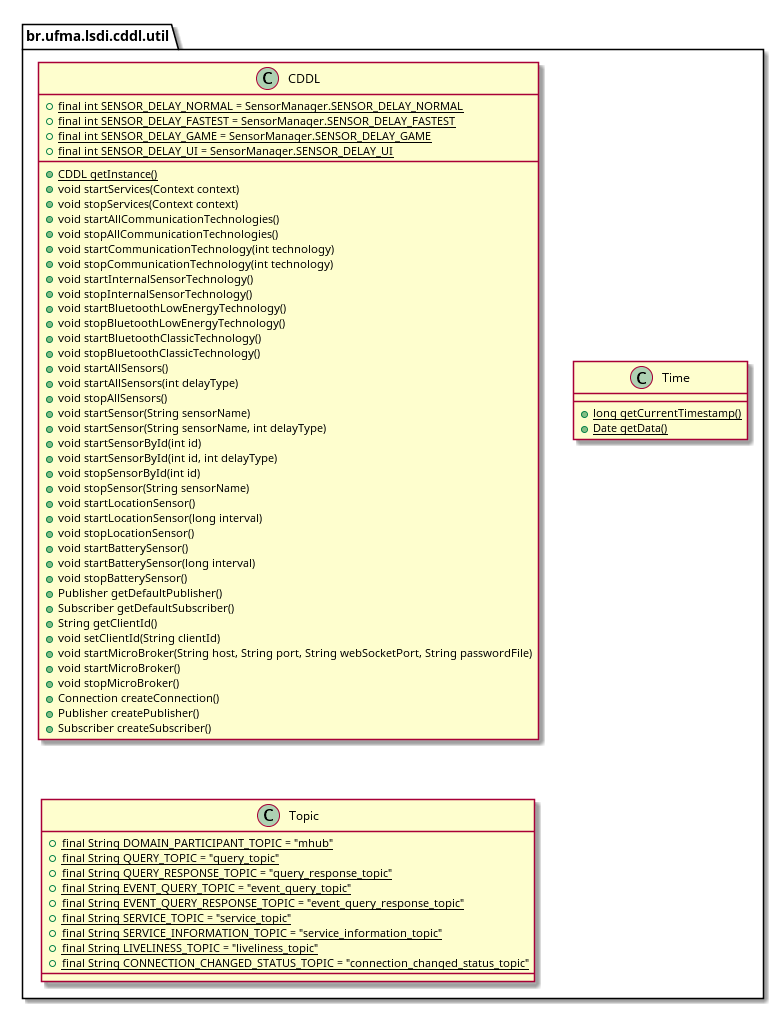 br.ufma.lsdi.cddl.util
C CDDL
final int SENSOR_DELAY_NORMAL = SensorManager.SENSOR_DELAY_NORMAL
final int SENSOR_DELAY_FASTEST = SensorManager.SENSOR_DELAY_FASTEST
final int SENSOR_DELAY_GAME = SensorManager.SENSOR_DELAY_GAME
final int SENSOR_DELAY_UI = SensorManager.SENSOR_DELAY_UI
CDDL getInstance()
void startServices(Context context)
void stopServices(Context context)
void startAllCommunicationTechnologies()
void stopAllCommunicationTechnologies()
void startCommunicationTechnology(int technology)
void stopCommunicationTechnology(int technology)
void startInternalSensorTechnology()
void stopInternalSensorTechnology()
void startBluetoothLowEnergyTechnology()
void stopBluetoothLowEnergyTechnology()
void startBluetoothClassicTechnology()
void stopBluetoothClassicTechnology()
void startAllSensors()
void startAllSensors(int delayType)
void stopAllSensors()
void startSensor(String sensorName)
void startSensor(String sensorName, int delayType)
void startSensorById(int id)
void startSensorById(int id, int delayType)
void stopSensorById(int id)
void stopSensor(String sensorName)
void startLocationSensor()
void startLocationSensor(long interval)
void stopLocationSensor()
void startBatterySensor()
void startBatterySensor(long interval)
void stopBatterySensor()
Publisher getDefaultPublisher()
Subscriber getDefaultSubscriber()
String getClientId()
void setClientId(String clientId)
void startMicroBroker(String host, String port, String webSocketPort, String passwordFile)
void startMicroBroker()
void stopMicroBroker()
Connection createConnection()
Publisher createPublisher()
Subscriber createSubscriber()
C Time
long getCurrentTimestamp()
Date getData()
C Topic
final String DOMAIN_PARTICIPANT_TOPIC = "mhub"
final String QUERY_TOPIC = "query_topic"
final String QUERY_RESPONSE_TOPIC = "query_response_topic"
final String EVENT_QUERY_TOPIC = "event_query_topic"
final String EVENT_QUERY_RESPONSE_TOPIC = "event_query_response_topic"
final String SERVICE_TOPIC = "service_topic"
final String SERVICE_INFORMATION_TOPIC = "service_information_topic"
final String LIVELINESS_TOPIC = "liveliness_topic"
final String CONNECTION_CHANGED_STATUS_TOPIC = "connection_changed_status_topic"